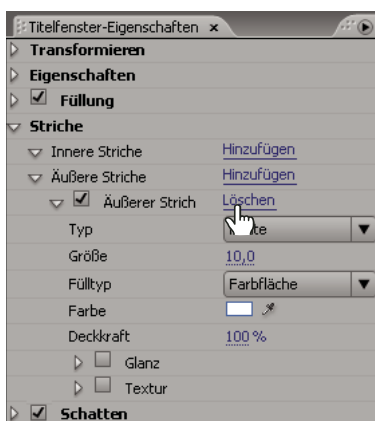 Titelfenster-Eigenschaften x
Transformieren
Eigenschaften
Füllung
Striche
Innere Striche Hinzufügen
Äußere Striche Hinzufügen
Äußerer Strich Löschen
Typ
Größe 10,0
Fülltyp Farbfläche
Farbe
Deckkraft 100 %
Glanz
Textur
Schatten